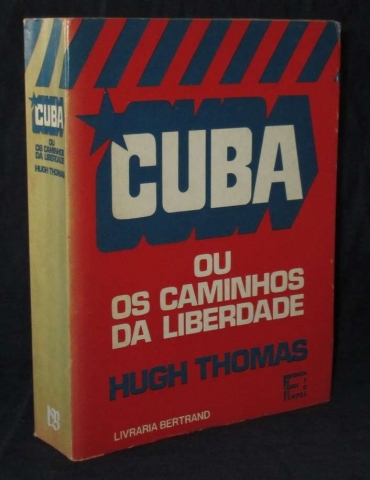 CUBA
OU
OS CAMINHOS
DA LIBERDADE
HUGH THOMAS
LIVRARIA BERTRAND
CUBA
OU
OS CAMINHOS
DA LIBERDADE
HUGH THOMAS